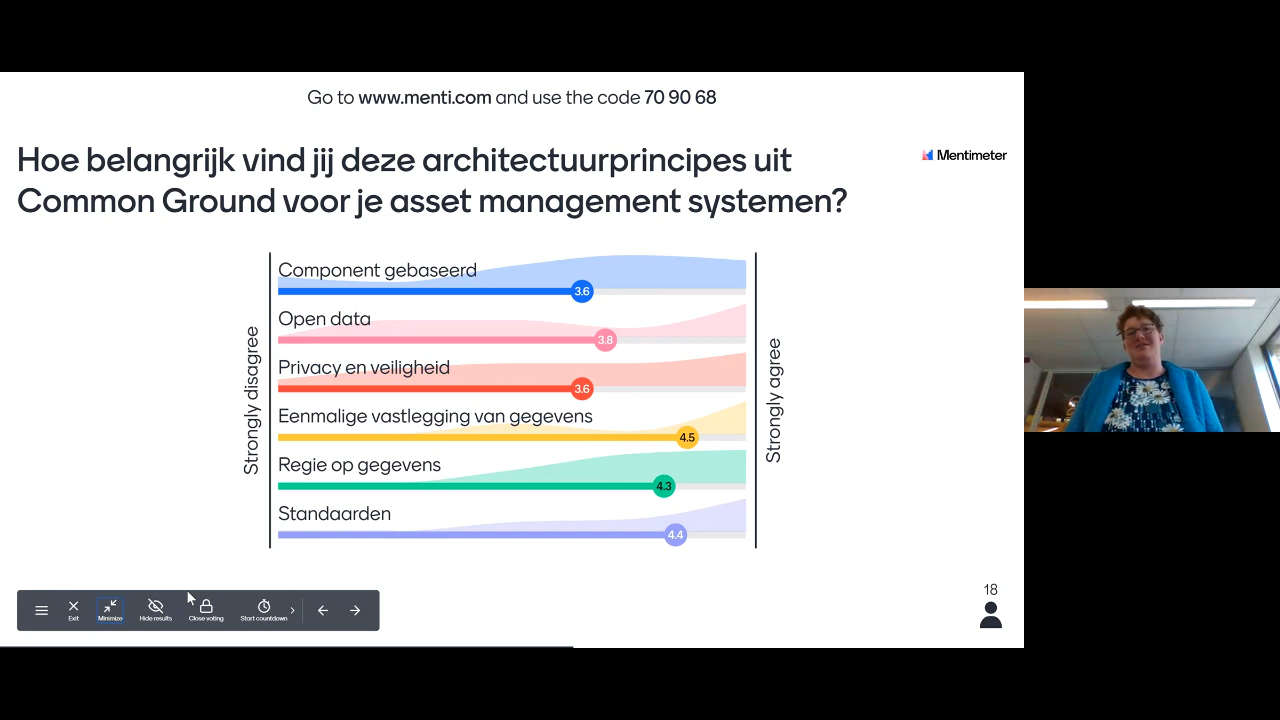 Go to www.menti.com and use the code 70 90 68
Hoe belangrijk vind jij deze architectuurprincipes uit
Common Ground voor je asset management systemen?
Mentimeter
Strongly disagree
Component gebaseerd
3.6
Open data
3.8
Privacy en veiligheid
3.6
Eenmalige vastlegging van gegevens
4.5
Regie op gegevens
4.3
Standaarden
4.4
Strongly agree
Exit
Minimize
Hide results
Close voting
Start countdown
18